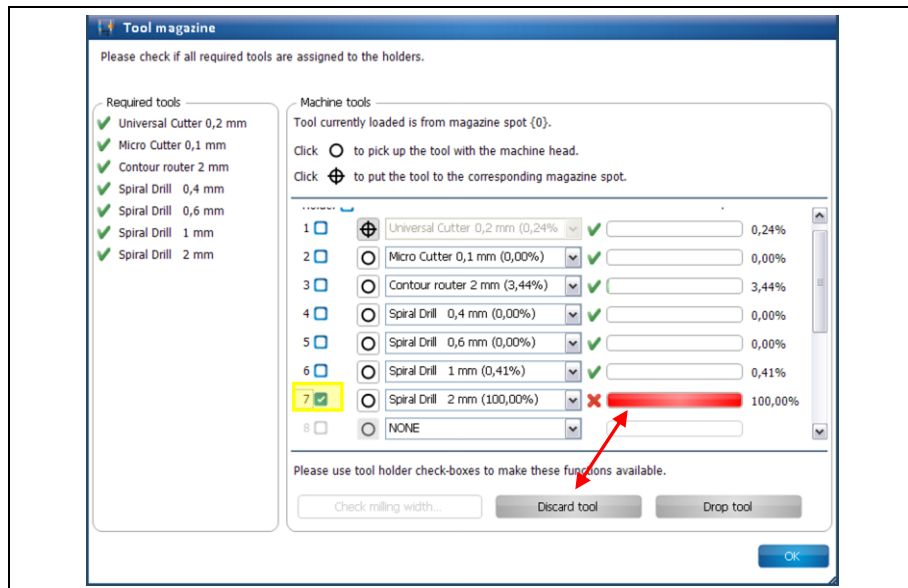 Tool magazine
Please check if all required tools are assigned to the holders.
Required tools
Universal Cutter 0,2 mm
Micro Cutter 0,1 mm
Contour router 2 mm
Spiral Drill 0,4 mm
Spiral Drill 0,6 mm
Spiral Drill 1 mm
Spiral Drill 2 mm
Machine tools
Tool currently loaded is from magazine spot {0}.
Click to pick up the tool with the machine head.
Click to put the tool to the corresponding magazine spot.
1 Universal Cutter 0,2 mm (0,24% 0,24%
2 Micro Cutter 0,1 mm (0,00%) 0,00%
3 Contour router 2 mm (3,44%) 3,44%
4 Spiral Drill 0,4 mm (0,00%) 0,00%
5 Spiral Drill 0,6 mm (0,00%) 0,00%
6 Spiral Drill 1 mm (0,41%) 0,41%
7 Spiral Drill 2 mm (100,00%) 100,00%
8 NONE
Please use tool holder check-boxes to make these functions available.
Check milling width... Discard tool Drop tool
OK